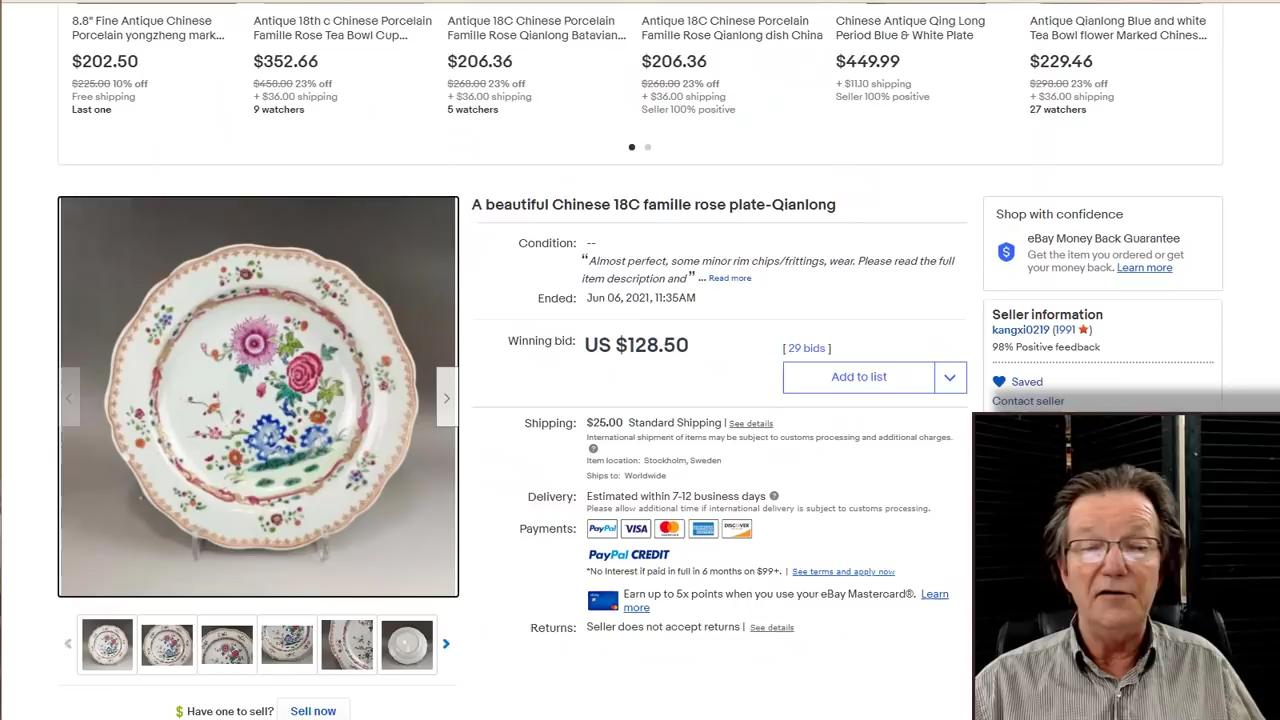 8.8" Fine Antique Chinese
Porcelain yongzheng mark...
$202.50
$225.00 10% off
Free shipping
Last one
Antique 18th c Chinese Porcelain
Famille Rose Tea Bowl Cup...
$352.66
$458.00 23% off
+ $36.00 shipping
9 watchers
Antique 18C Chinese Porcelain
Famille Rose Qianlong Batavian...
$206.36
$268.00 23% off
+ $36.00 shipping
5 watchers
Antique 18C Chinese Porcelain
Famille Rose Qianlong dish China
$206.36
$268.00 23% off
+ $36.00 shipping
Seller 100% positive
Chinese Antique Qing Long
Period Blue & White Plate
$449.99
+ $11.10 shipping
Seller 100% positive
Antique Qianlong Blue and white
Tea Bowl flower Marked Chines...
$229.46
$298.00 23% off
+ $36.00 shipping
27 watchers
A beautiful Chinese 18C famille rose plate-Qianlong
Condition: --
“Almost perfect, some minor rim chips/frittings, wear. Please read the full
item description and” ... Read more
Ended: Jun 06, 2021, 11:35AM
Winning bid: US $128.50 [ 29 bids ]
Add to list
Shipping: $25.00 Standard Shipping | See details
International shipment of items may be subject to customs processing and additional charges.
Item location: Stockholm, Sweden
Ships to: Worldwide
Delivery: Estimated within 7-12 business days
Please allow additional time if international delivery is subject to customs processing.
Payments: PayPal VISA MasterCard AMERICAN EXPRESS DISCOVER
PayPal CREDIT
*No Interest if paid in full in 6 months on $99+. | See terms and apply now
Earn up to 5x points when you use your eBay Mastercard®. Learn
more
Returns: Seller does not accept returns | See details
Shop with confidence
eBay Money Back Guarantee
Get the item you ordered or get
your money back. Learn more
Seller information
kangxi0219 (1991 )
98% Positive feedback
Saved
Contact seller
Have one to sell? Sell now